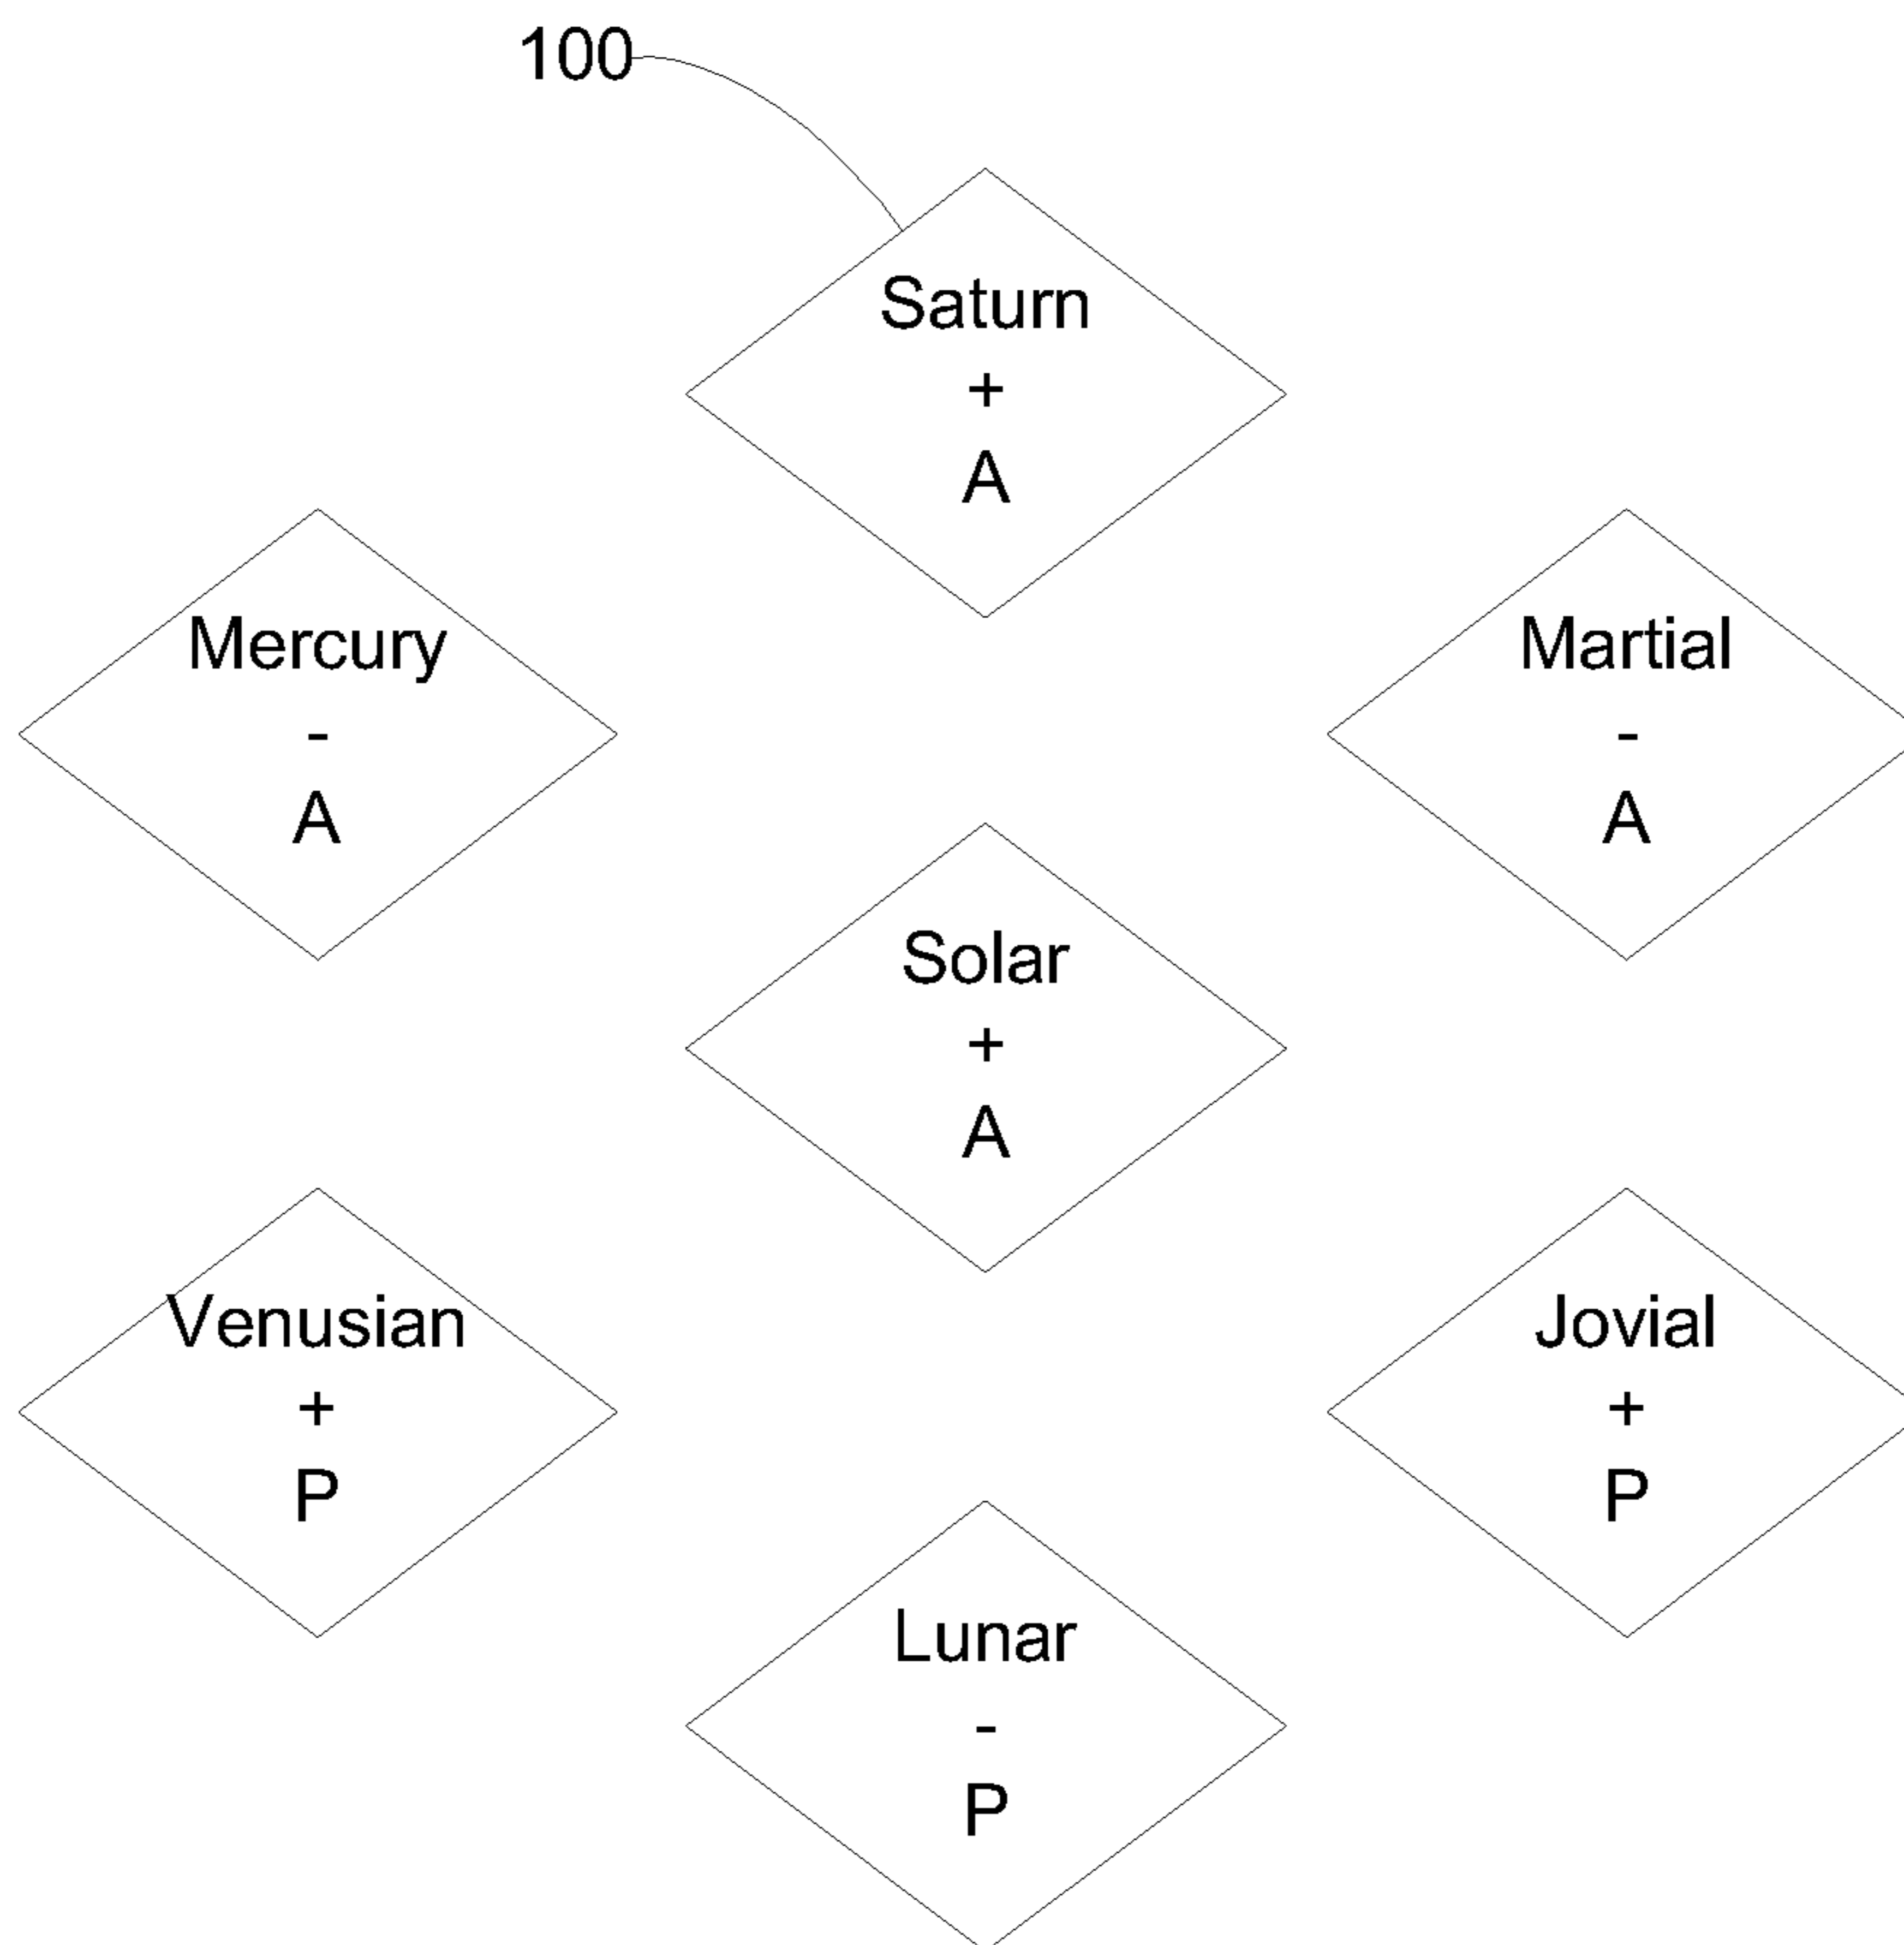 100
Saturn
+
A
Mercury
-
A
Martial
-
A
Solar
+
A
Venusian
+
P
Jovial
+
P
Lunar
-
P